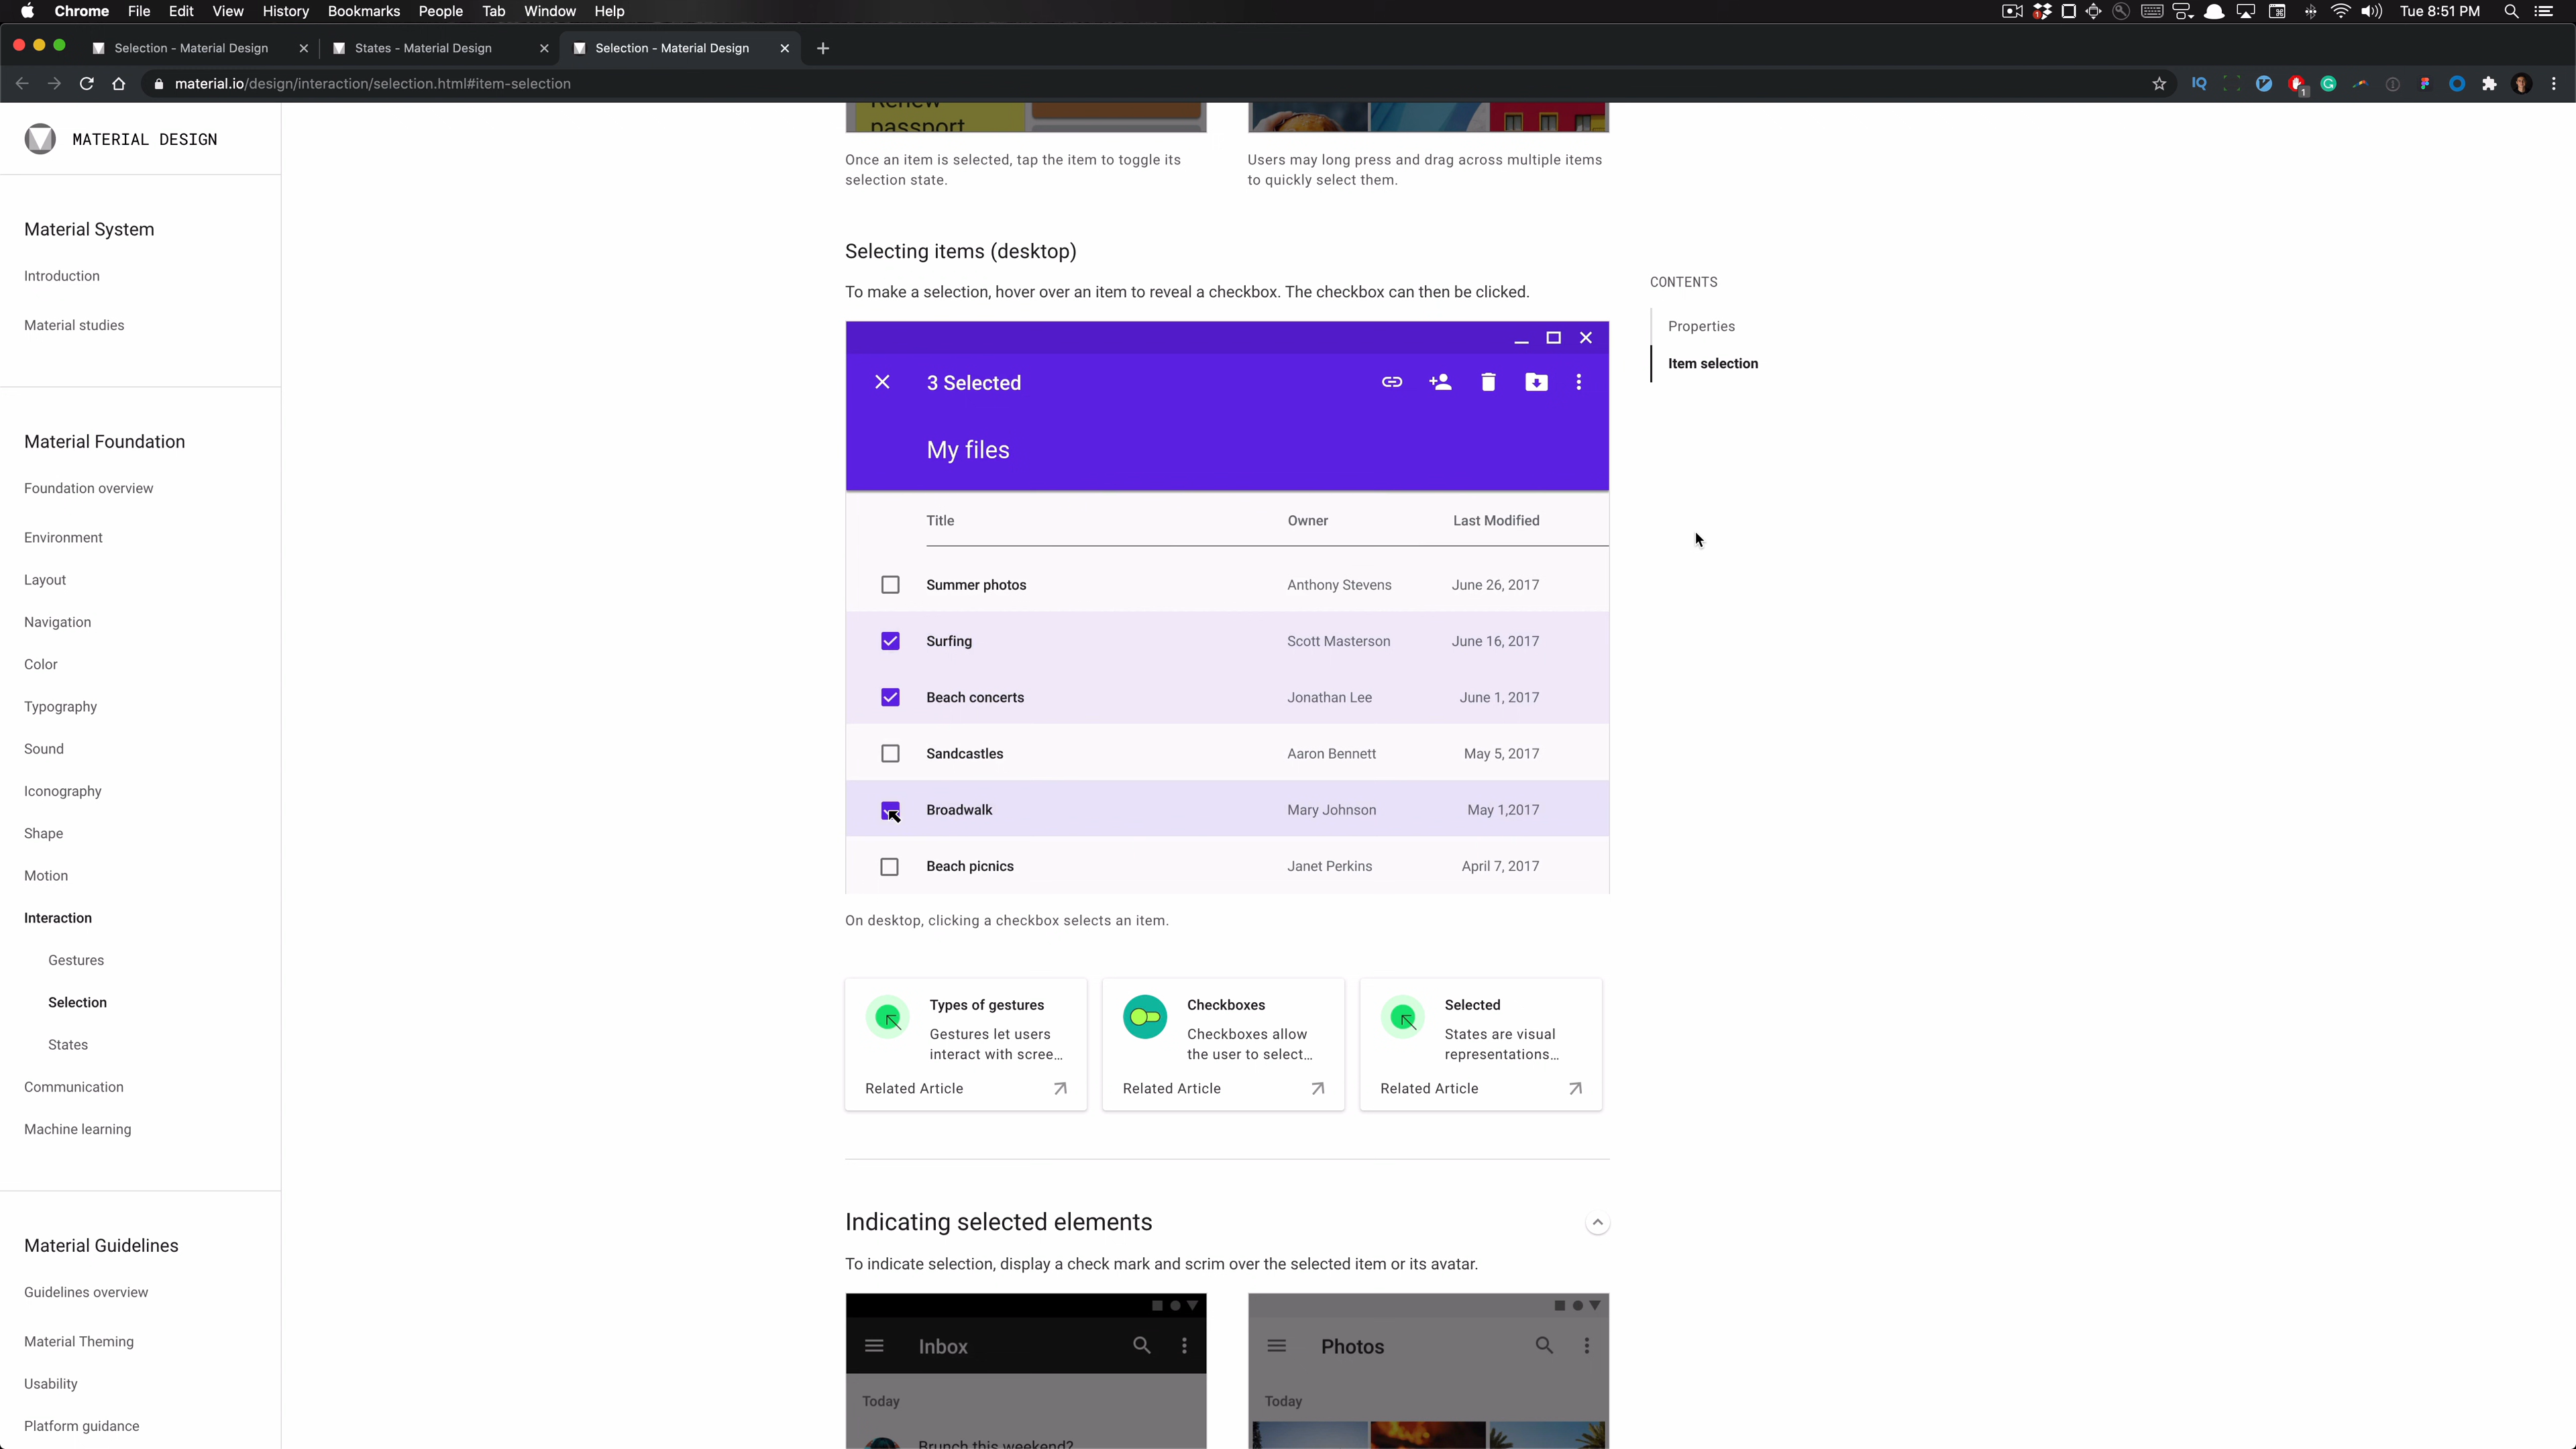 Chrome File Edit View History Bookmarks People Tab Window Help
1
Tue 8:51 PM
Selection - Material Design
States - Material Design
Selection - Material Design
material.io/design/interaction/selection.html#item-selection
IQ
1
MATERIAL DESIGN
Material System
Introduction
Material studies
Material Foundation
Foundation overview
Environment
Layout
Navigation
Color
Typography
Sound
Iconography
Shape
Motion
Interaction
Gestures
Selection
States
Communication
Machine learning
Material Guidelines
Guidelines overview
Material Theming
Usability
Platform guidance
Renew
passport
Once an item is selected, tap the item to toggle its
selection state.
Users may long press and drag across multiple items
to quickly select them.
Selecting items (desktop)
To make a selection, hover over an item to reveal a checkbox. The checkbox can then be clicked.
3 Selected
My files
Title Owner Last Modified
Summer photos Anthony Stevens June 26, 2017
Surfing Scott Masterson June 16, 2017
Beach concerts Jonathan Lee June 1, 2017
Sandcastles Aaron Bennett May 5, 2017
Broadwalk Mary Johnson May 1,2017
Beach picnics Janet Perkins April 7, 2017
On desktop, clicking a checkbox selects an item.
Types of gestures
Gestures let users
interact with scree...
Related Article
Checkboxes
Checkboxes allow
the user to select...
Related Article
Selected
States are visual
representations...
Related Article
Indicating selected elements
To indicate selection, display a check mark and scrim over the selected item or its avatar.
Inbox
Today
Brunch this weekend?
Photos
Today
CONTENTS
Properties
Item selection